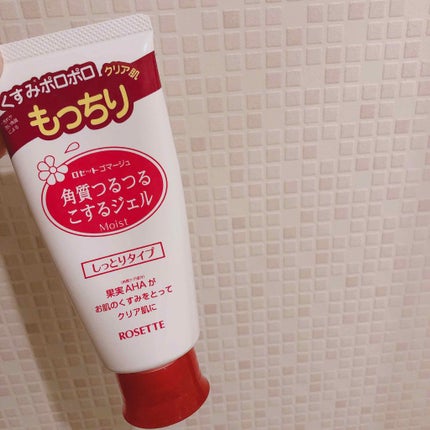 くすみポロポロ
クリア肌
もっちり
ロゼットゴマージュ
角質つるつる
こするジェル
Moist
しっとりタイプ
果実AHAが
お肌のくすみをとって
クリア肌に
ROSETTE